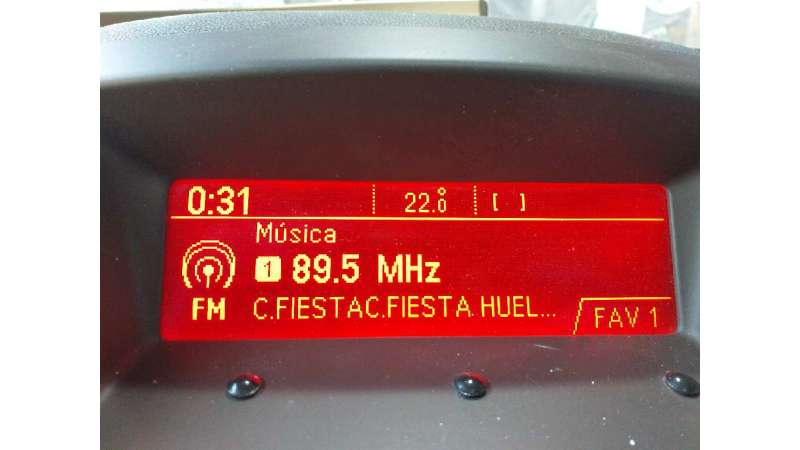 0:31 22.0° [ ]
Música
1 89.5 MHz
FM C.FIESTAC.FIESTA HUEL... FAV 1